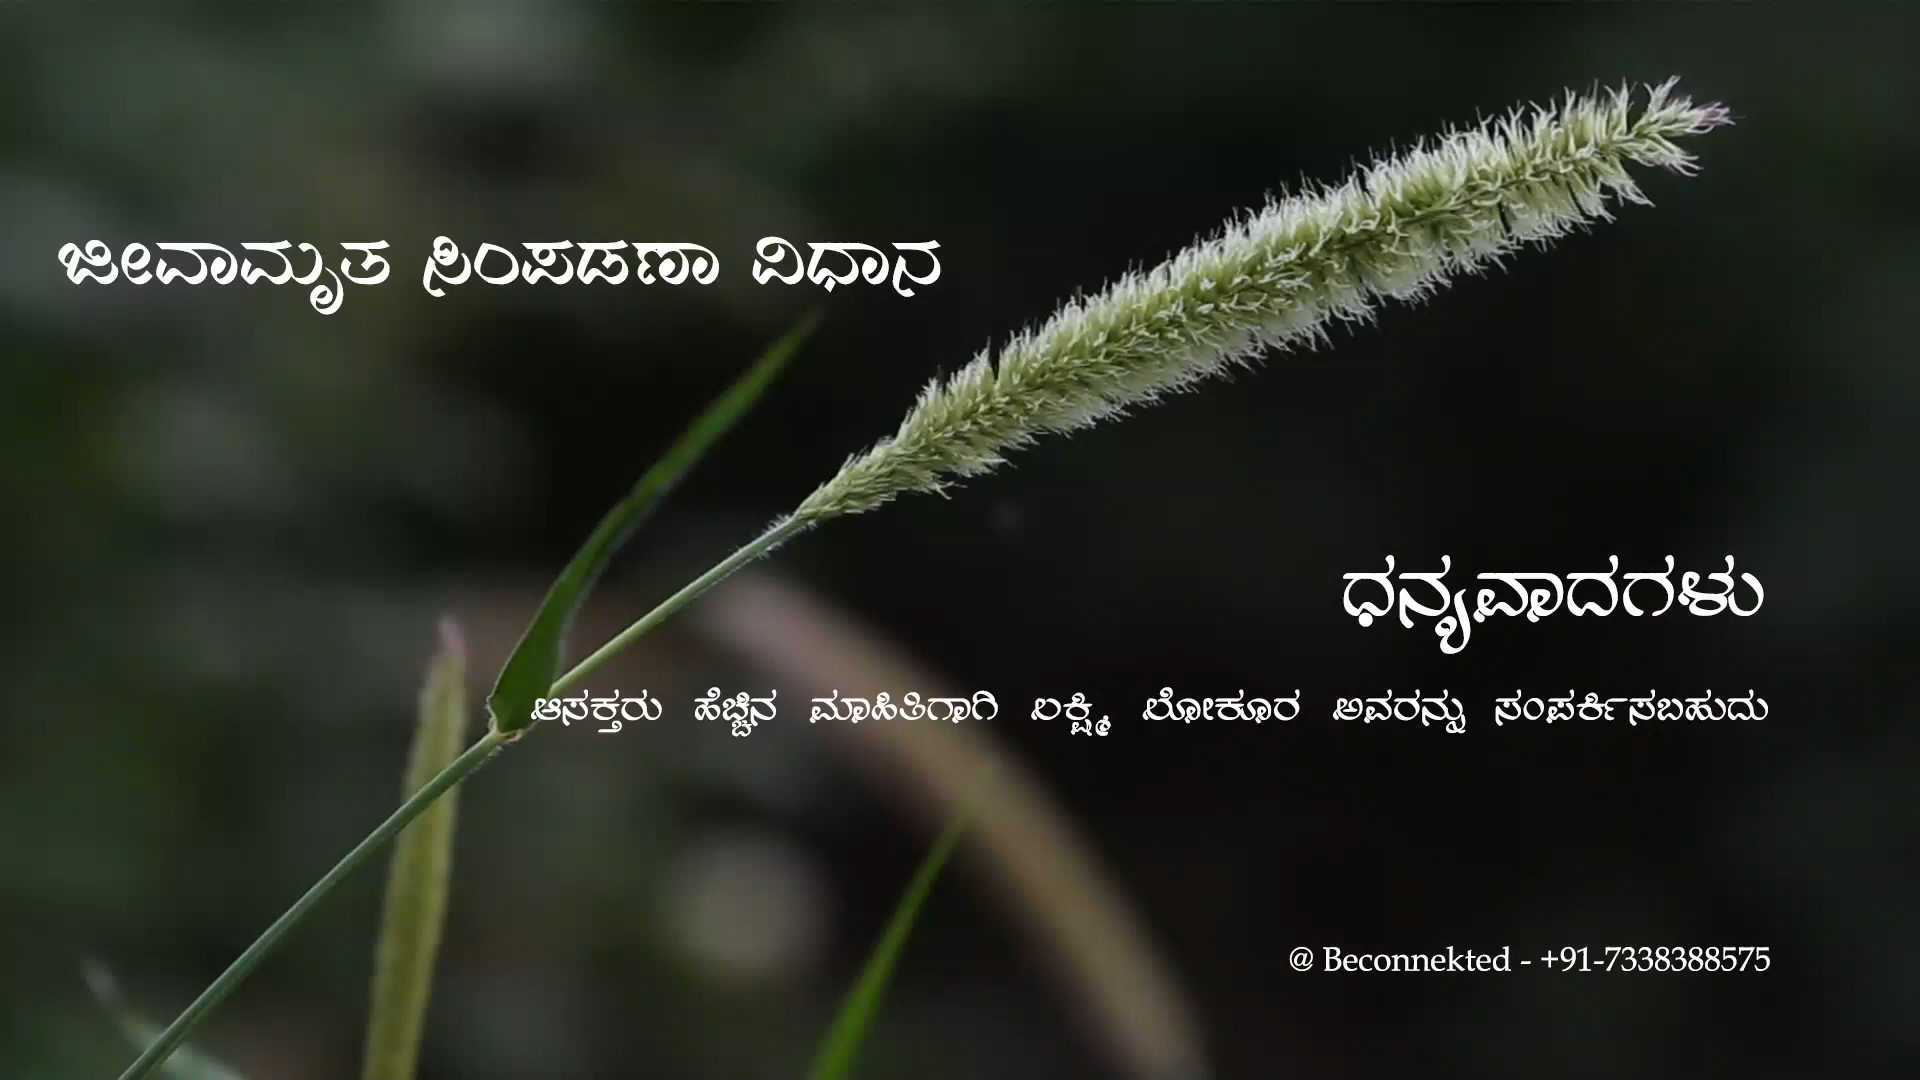 ಜೀವಾಮೃತ ಸಿಂಪಡಣಾ ವಿಧಾನ
ಧನ್ಯವಾದಗಳು
ಆಸಕ್ತರು ಹೆಚ್ಚಿನ ಮಾಹಿತಿಗಾಗಿ ಲಕ್ಷ್ಮಿ ಲೋಕೂರ ಅವರನ್ನು ಸಂಪರ್ಕಿಸಬಹುದು
@ Beconnekted - +91-7338388575